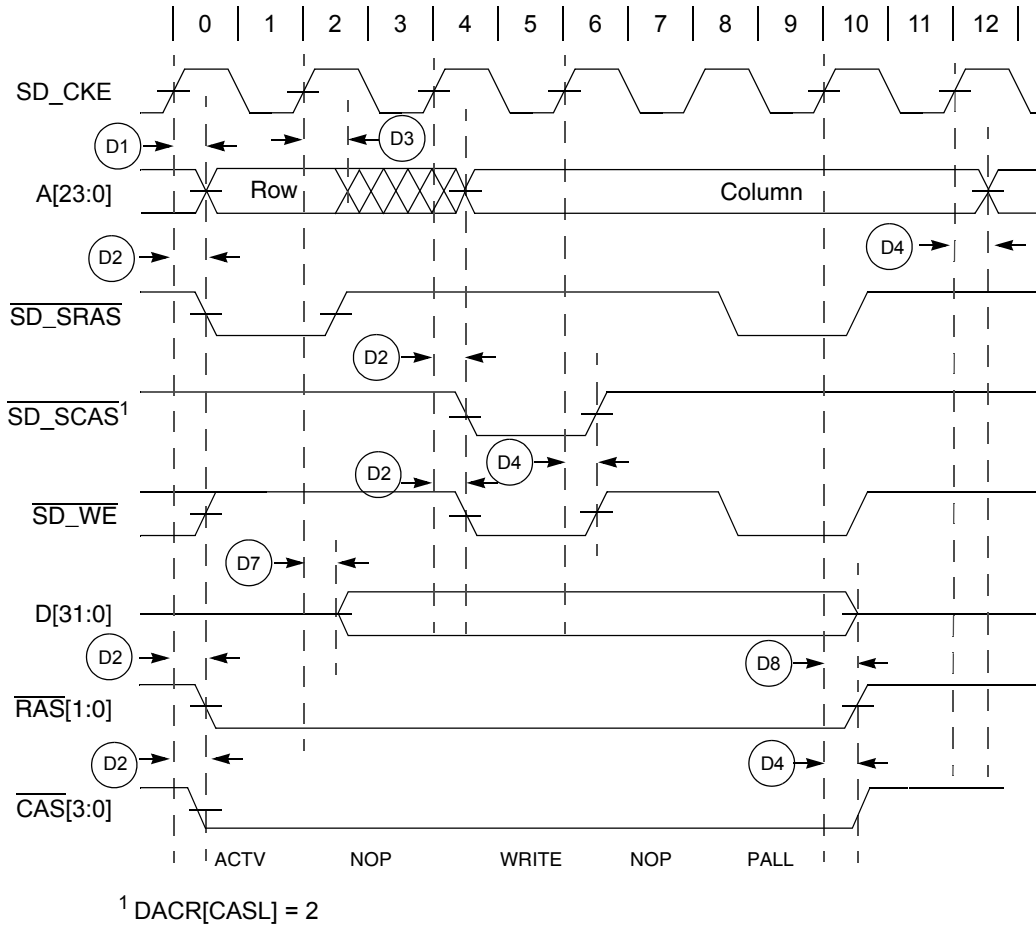 0 1 2 3 4 5 6 7 8 9 10 11 12
SD_CKE
D1
D3
A[23:0]
Row
Column
D2
D4
SD_SRAS
D2
SD_SCAS1
D2
D4
SD_WE
D7
D[31:0]
D2
D8
RAS[1:0]
D2
D4
CAS[3:0]
ACTV NOP WRITE NOP PALL
1 DACR[CASL] = 2